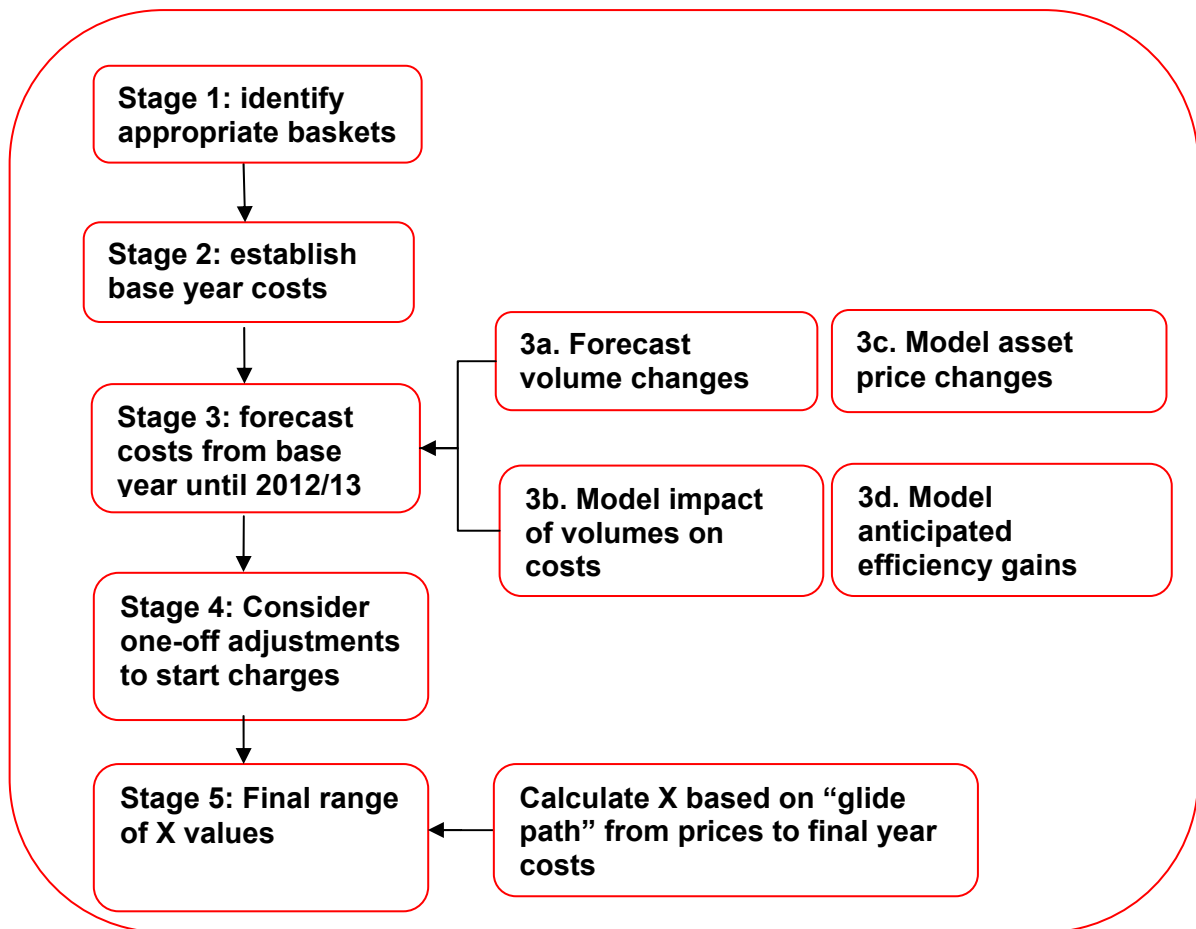 Stage 1: identify
appropriate baskets
Stage 2: establish
base year costs
Stage 3: forecast
costs from base
year until 2012/13
3a. Forecast
volume changes
3c. Model asset
price changes
3b. Model impact
of volumes on
costs
3d. Model
anticipated
efficiency gains
Stage 4: Consider
one-off adjustments
to start charges
Stage 5: Final range
of X values
Calculate X based on “glide
path” from prices to final year
costs